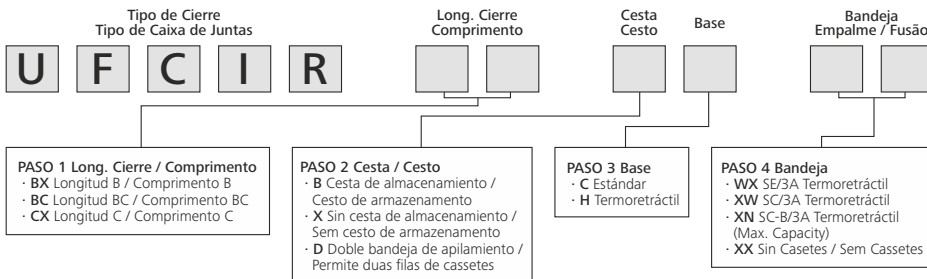 Tipo de Cierre
Tipo de Caixa de Juntas
Long. Cierre
Comprimento
Cesta
Cesto
Base
Bandeja
Empalme / Fusão
U F C I R
PASO 1 Long. Cierre / Comprimento
· BX Longitud B / Comprimento B
· BC Longitud BC / Comprimento BC
· CX Longitud C / Comprimento C
PASO 2 Cesta / Cesto
· B Cesta de almacenamiento /
Cesto de armazenamento
· X Sin cesta de almacenamiento /
Sem cesto de armazenamento
· D Doble bandeja de apilamiento /
Permite duas filas de cassetes
PASO 3 Base
· C Estándar
· H Termoretráctil
PASO 4 Bandeja
· WX SE/3A Termoretráctil
· XW SC/3A Termoretráctil
· XN SC-B/3A Termoretráctil
(Max. Capacity)
· XX Sin Casetes / Sem Cassetes